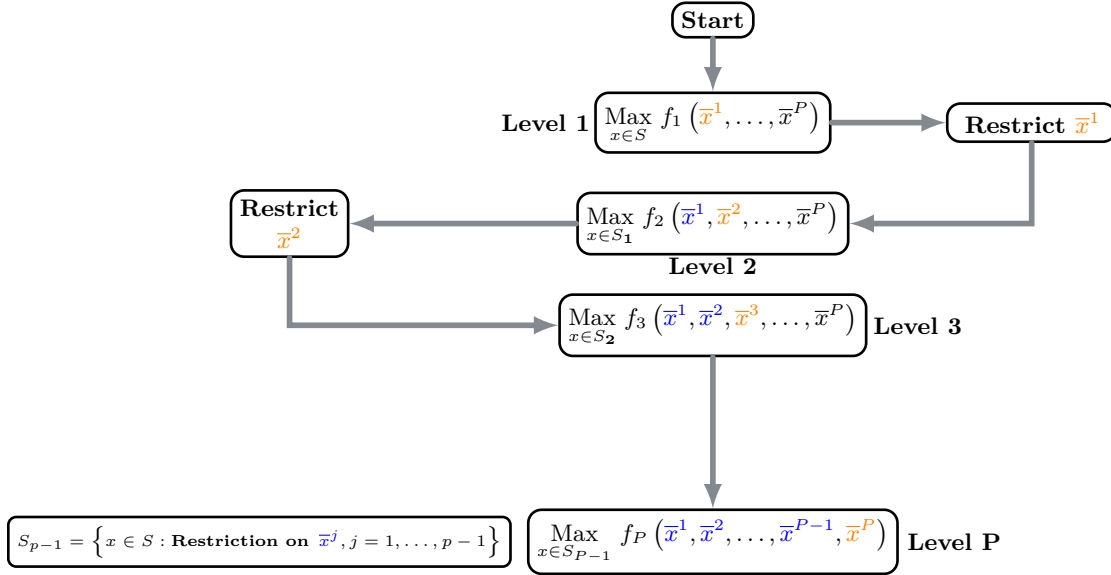 Start
Level 1
Max_{x∈S} f_1 (x̅^1, …, x̅^P)
Restrict x̅^1
Restrict
x̅^2
Max_{x∈S_1} f_2 (x̅^1, x̅^2, …, x̅^P)
Level 2
Max_{x∈S_2} f_3 (x̅^1, x̅^2, x̅^3, …, x̅^P)
Level 3
S_{p−1} = {x ∈ S : Restriction on x̅^j, j = 1, …, p − 1}
Max_{x∈S_{P−1}} f_P (x̅^1, x̅^2, …, x̅^{P−1}, x̅^P)
Level P